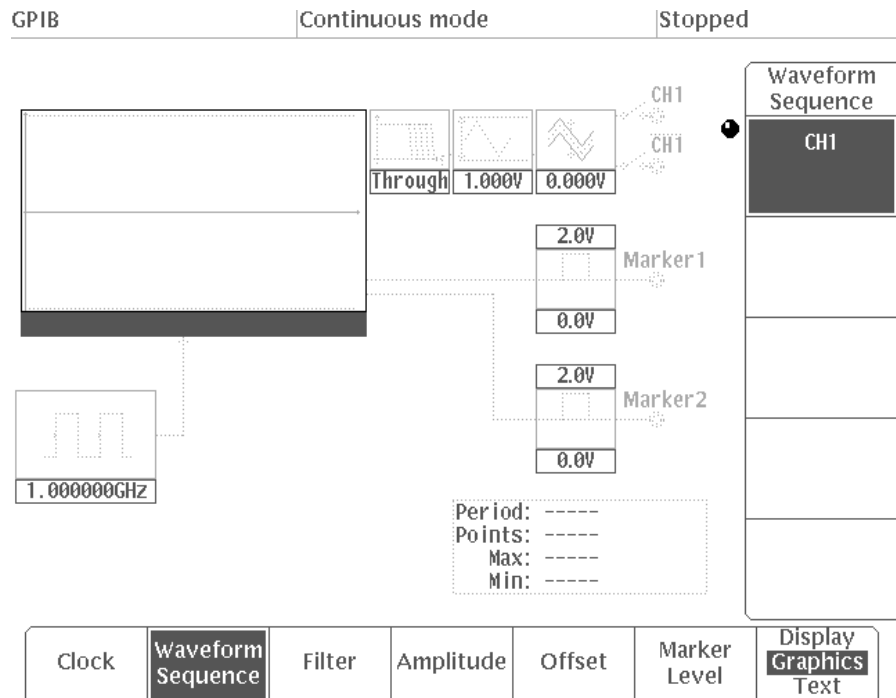 GPIB Continuous mode Stopped
Waveform
Sequence
CH1
CH1
CH1
Through 1.000V 0.000V
2.0V
Marker1
0.0V
2.0V
Marker2
0.0V
1.000000GHz
Period: -----
Points: -----
Max: -----
Min: -----
Clock
Waveform
Sequence
Filter
Amplitude
Offset
Marker
Level
Display
Graphics
Text